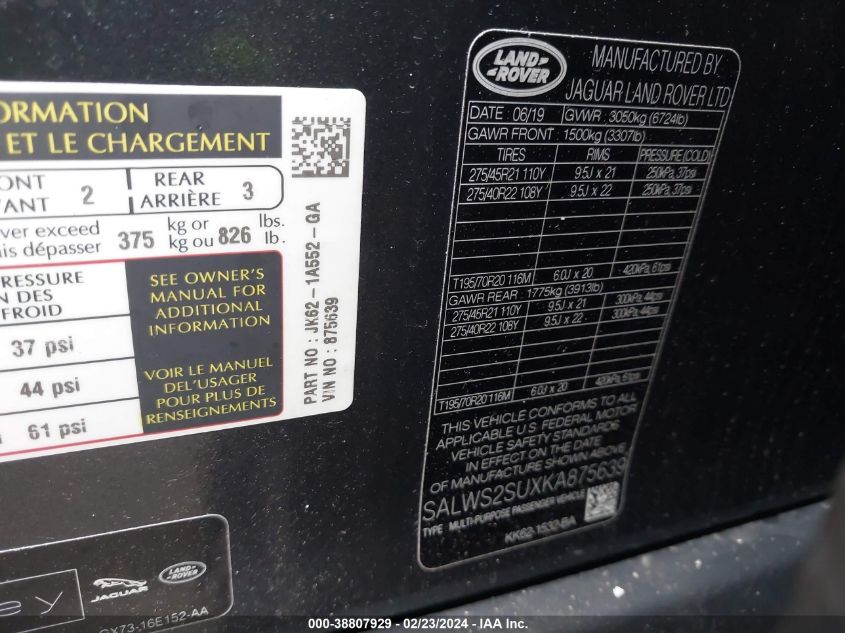 ORMATION
ET LE CHARGEMENT
ONT
VANT
2
REAR
ARRIÈRE
3
ver exceed
ais dépasser
375
kg or
kg ou
826
lbs.
lb.
PRESSURE
N DES
FROID
37 psi
44 psi
61 psi
SEE OWNER'S
MANUAL FOR
ADDITIONAL
INFORMATION
VOIR LE MANUEL
DEL'USAGER
POUR PLUS DE
RENSEIGNEMENTS
PART NO : JK62-1A552-GA
VIN NO : 875639
LAND-
ROVER
MANUFACTURED BY
JAGUAR LAND ROVER LTD
DATE : 06/19 GVWR : 3050kg (6724lb)
GAWR FRONT : 1500kg (3307lb)
TIRES RIMS PRESSURE (COLD)
275/45R21 110Y 9.5J x 21 250kPa, 37psi
275/40R22 108Y 9.5J x 22 250kPa, 37psi
T195/70R20 116M 6.0J x 20 420kPa, 61psi
GAWR REAR : 1775kg (3913lb)
275/45R21 110Y 9.5J x 21 300kPa, 44psi
275/40R22 108Y 9.5J x 22 300kPa, 44psi
T195/70R20 116M 6.0J x 20 420kPa, 61psi
THIS VEHICLE CONFORMS TO ALL
APPLICABLE U.S. FEDERAL MOTOR
VEHICLE SAFETY STANDARDS
IN EFFECT ON THE DATE
OF MANUFACTURE SHOWN ABOVE
SALWS2SUXKA875639
TYPE : MULTI-PURPOSE PASSENGER VEHICLE
KK62-1532-BA
ey
JAGUAR
LAND-
ROVER
CX73-16E152-AA
000-38807929 - 02/23/2024 - IAA Inc.